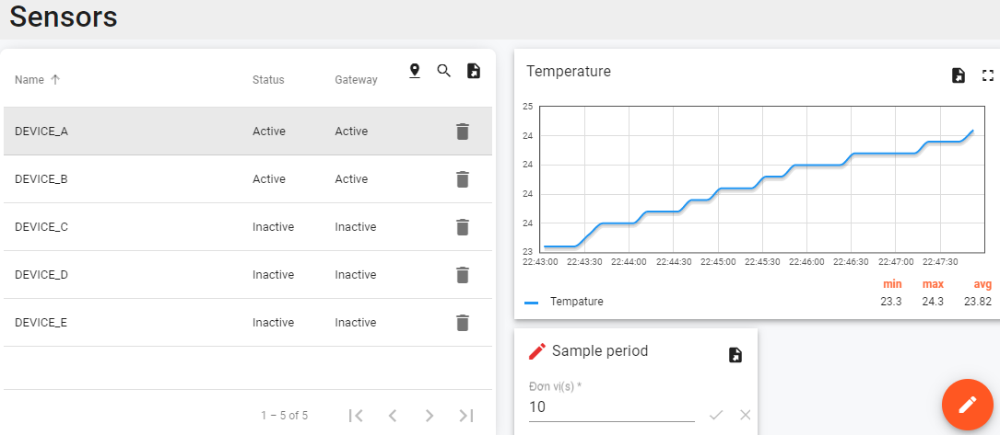 Sensors
Name Status Gateway
DEVICE_A Active Active
DEVICE_B Active Active
DEVICE_C Inactive Inactive
DEVICE_D Inactive Inactive
DEVICE_E Inactive Inactive
1 – 5 of 5
Temperature
25
24
24
24
24
23
22:43:00 22:43:30 22:44:00 22:44:30 22:45:00 22:45:30 22:46:00 22:46:30 22:47:00 22:47:30
min max avg
Tempature 23.3 24.3 23.82
Sample period
Đơn vị(s) *
10